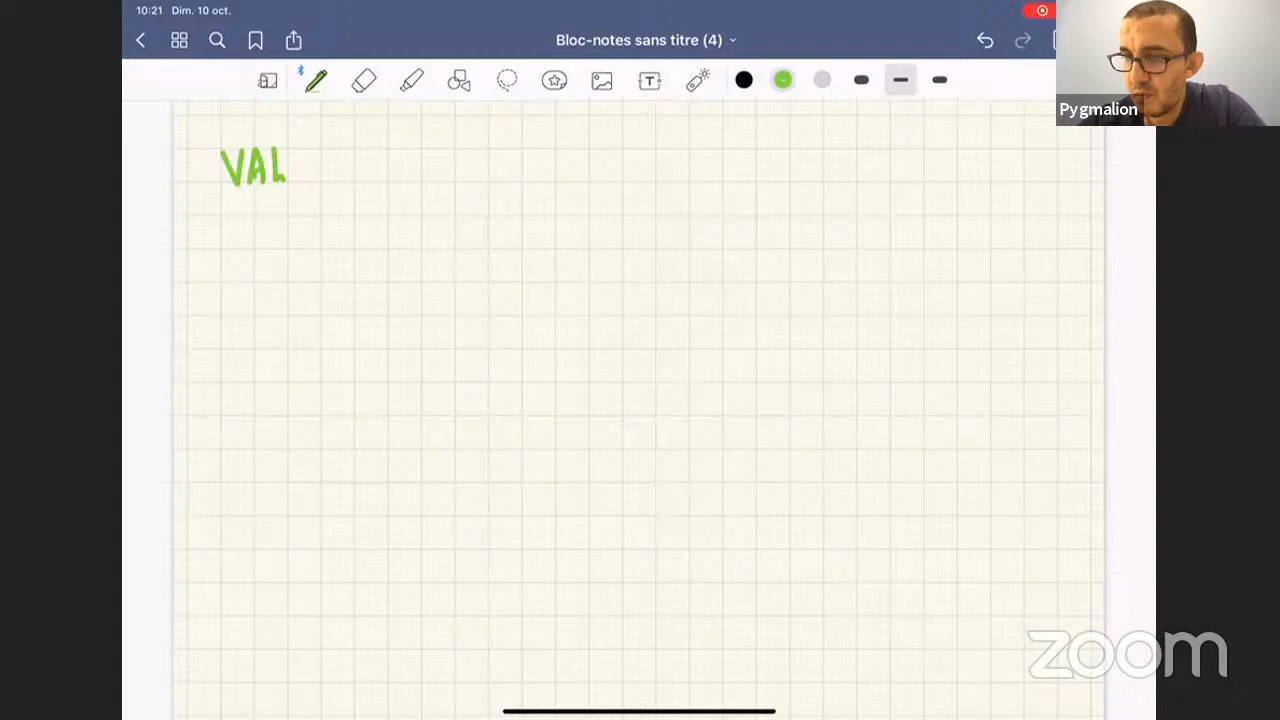 10:21 Dim. 10 oct.
Bloc-notes sans titre (4)
Pygmalion
VAL
zoom